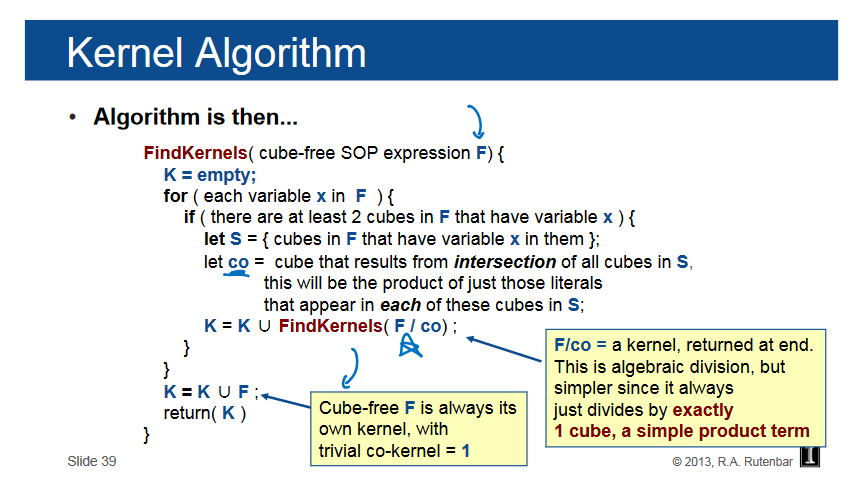 Kernel Algorithm
• Algorithm is then...
FindKernels( cube-free SOP expression F) {
K = empty;
for ( each variable x in F ) {
if ( there are at least 2 cubes in F that have variable x ) {
let S = { cubes in F that have variable x in them };
let co = cube that results from intersection of all cubes in S,
this will be the product of just those literals
that appear in each of these cubes in S;
K = K ∪ FindKernels( F / co) ;
}
}
K = K ∪ F ;
return( K )
}
F/co = a kernel, returned at end.
This is algebraic division, but
simpler since it always
just divides by exactly
1 cube, a simple product term
Cube-free F is always its
own kernel, with
trivial co-kernel = 1
Slide 39
© 2013, R.A. Rutenbar
I